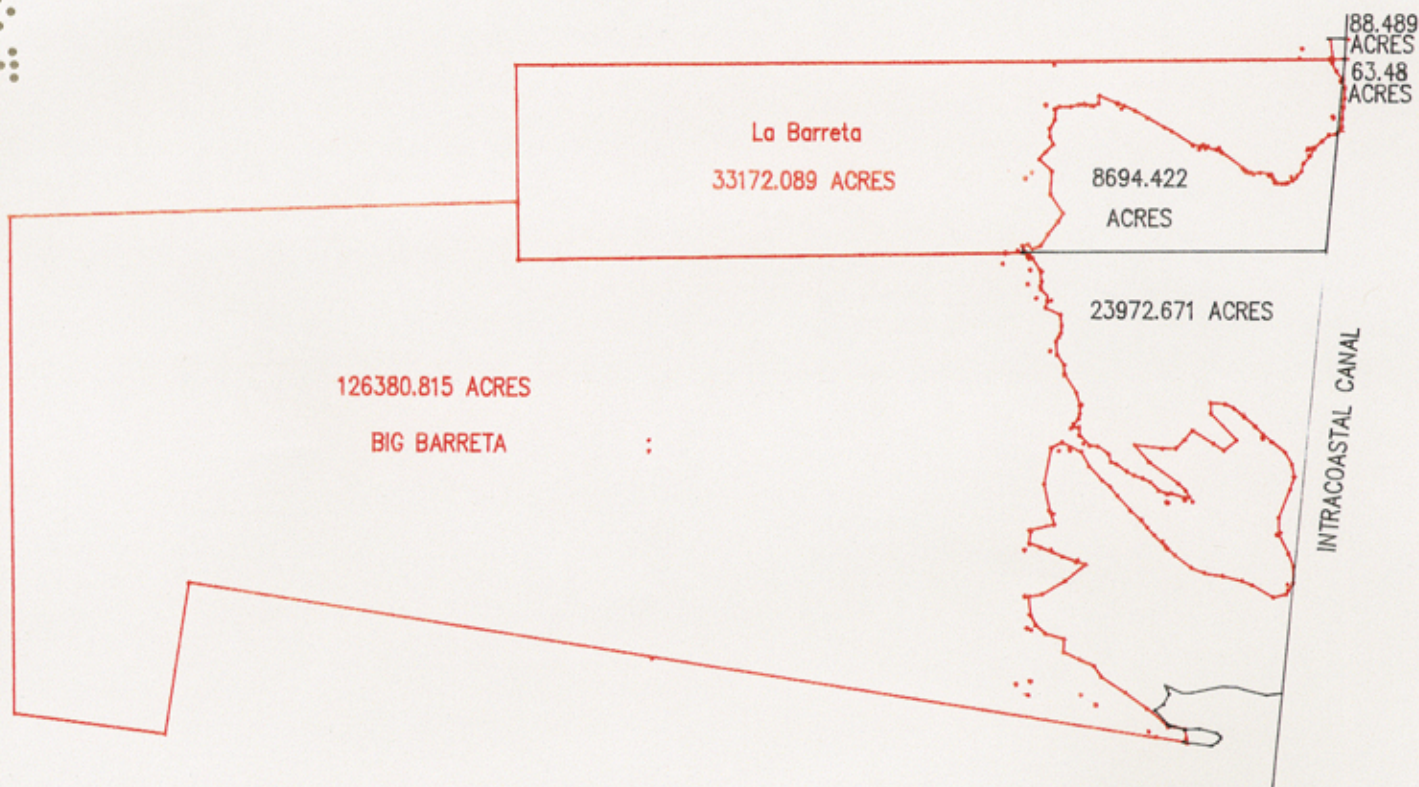 88.489
ACRES
63.48
ACRES
La Barreta
33172.089 ACRES
8694.422
ACRES
23972.671 ACRES
126380.815 ACRES
BIG BARRETA
INTRACOASTAL CANAL